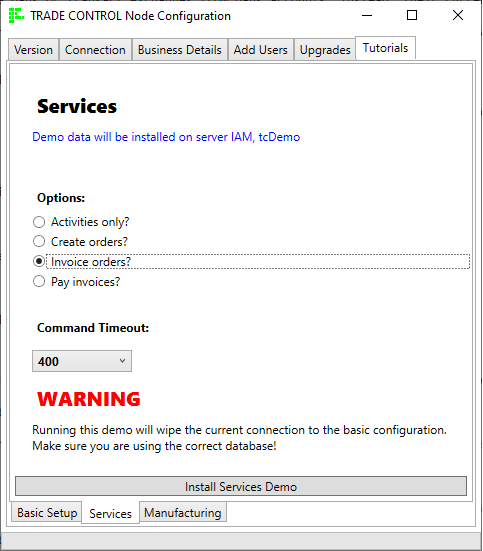 TRADE CONTROL Node Configuration
Version Connection Business Details Add Users Upgrades Tutorials
Services
Demo data will be installed on server IAM, tcDemo
Options:
Activities only?
Create orders?
Invoice orders?
Pay invoices?
Command Timeout:
400
WARNING
Running this demo will wipe the current connection to the basic configuration.
Make sure you are using the correct database!
Install Services Demo
Basic Setup Services Manufacturing